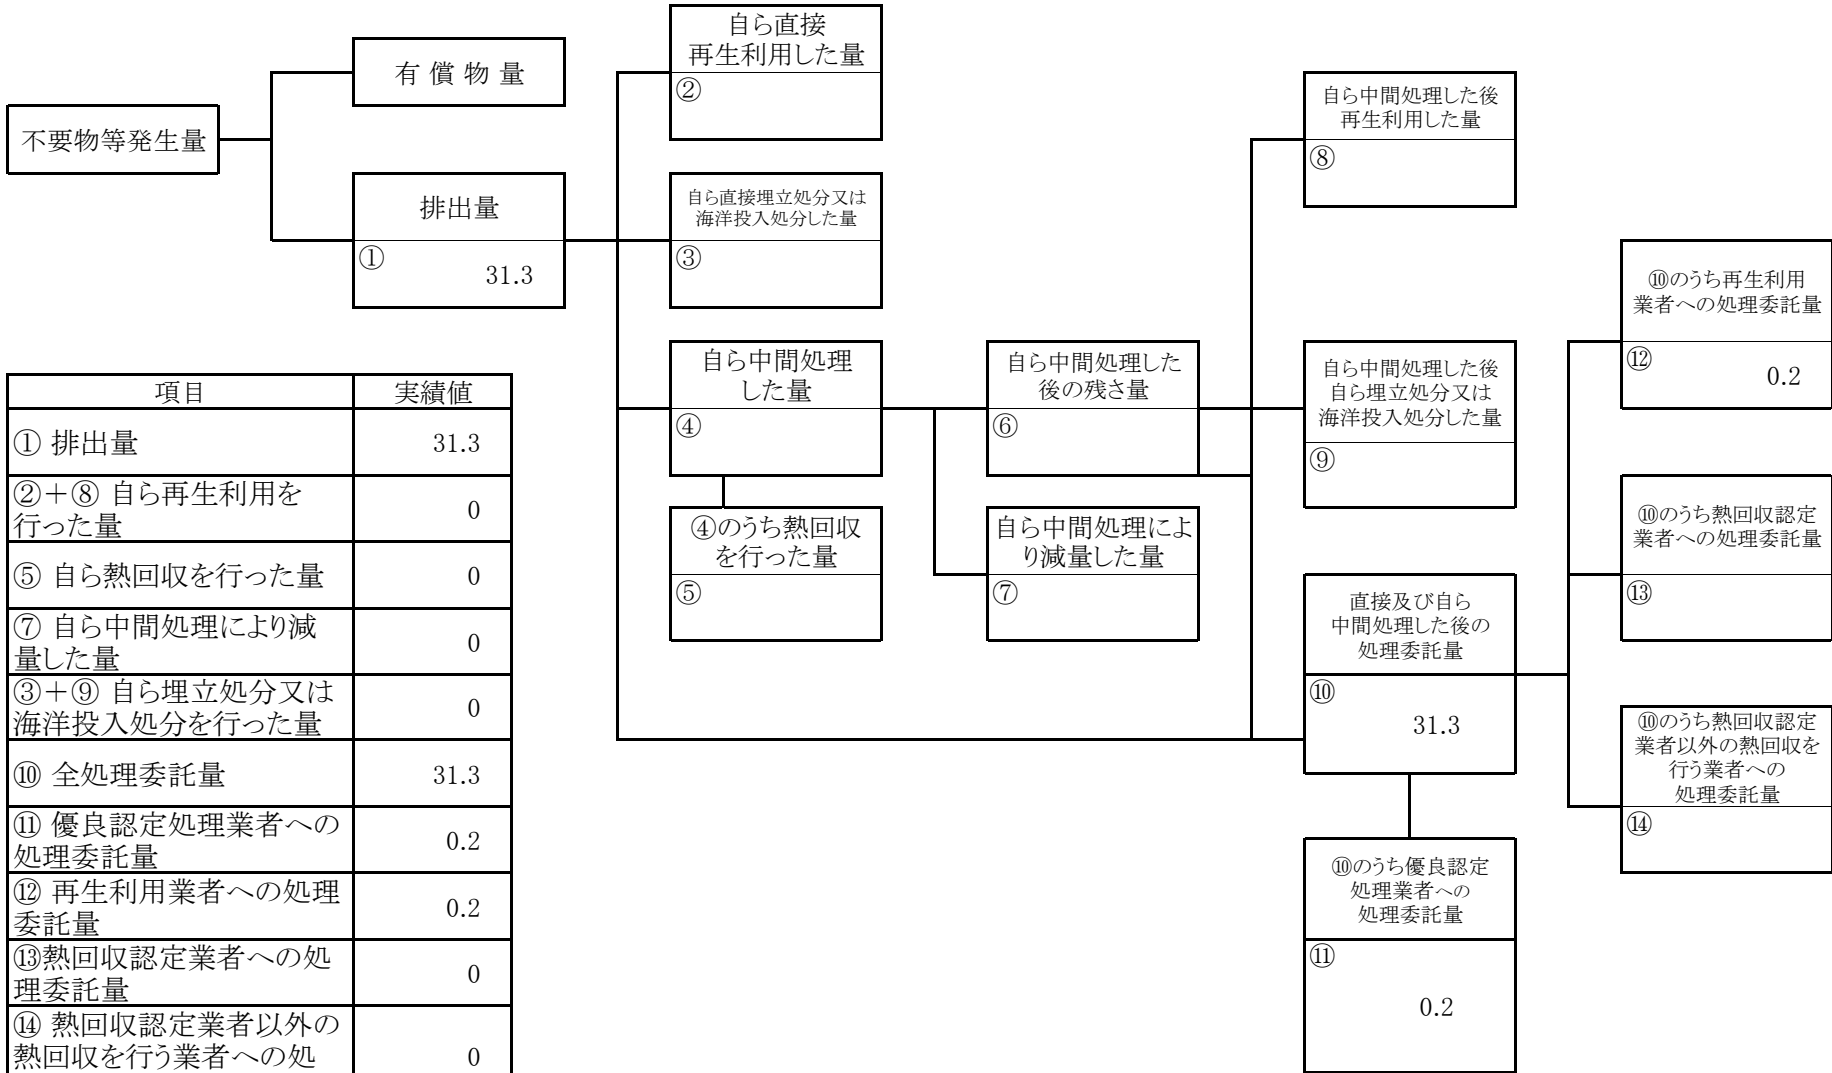 不要物等発生量
有 償 物 量
排出量
①
31.3
自ら直接
再生利用した量
②
自ら直接埋立処分又は
海洋投入処分した量
③
自ら中間処理
した量
④
④のうち熱回収
を行った量
⑤
自ら中間処理した
後の残さ量
⑥
自ら中間処理によ
り減量した量
⑦
自ら中間処理した後
再生利用した量
⑧
自ら中間処理した後
自ら埋立処分又は
海洋投入処分した量
⑨
直接及び自ら
中間処理した後の
処理委託量
⑩
31.3
⑩のうち優良認定
処理業者への
処理委託量
⑪
0.2
⑩のうち再生利用
業者への処理委託量
⑫
0.2
⑩のうち熱回収認定
業者への処理委託量
⑬
⑩のうち熱回収認定
業者以外の熱回収を
行う業者への
処理委託量
⑭
項目 実績値
① 排出量 31.3
②＋⑧ 自ら再生利用を
行った量 0
⑤ 自ら熱回収を行った量 0
⑦ 自ら中間処理により減
量した量 0
③＋⑨ 自ら埋立処分又は
海洋投入処分を行った量 0
⑩ 全処理委託量 31.3
⑪ 優良認定処理業者への
処理委託量 0.2
⑫ 再生利用業者への処理
委託量 0.2
⑬熱回収認定業者への処
理委託量 0
⑭ 熱回収認定業者以外の
熱回収を行う業者への処 0